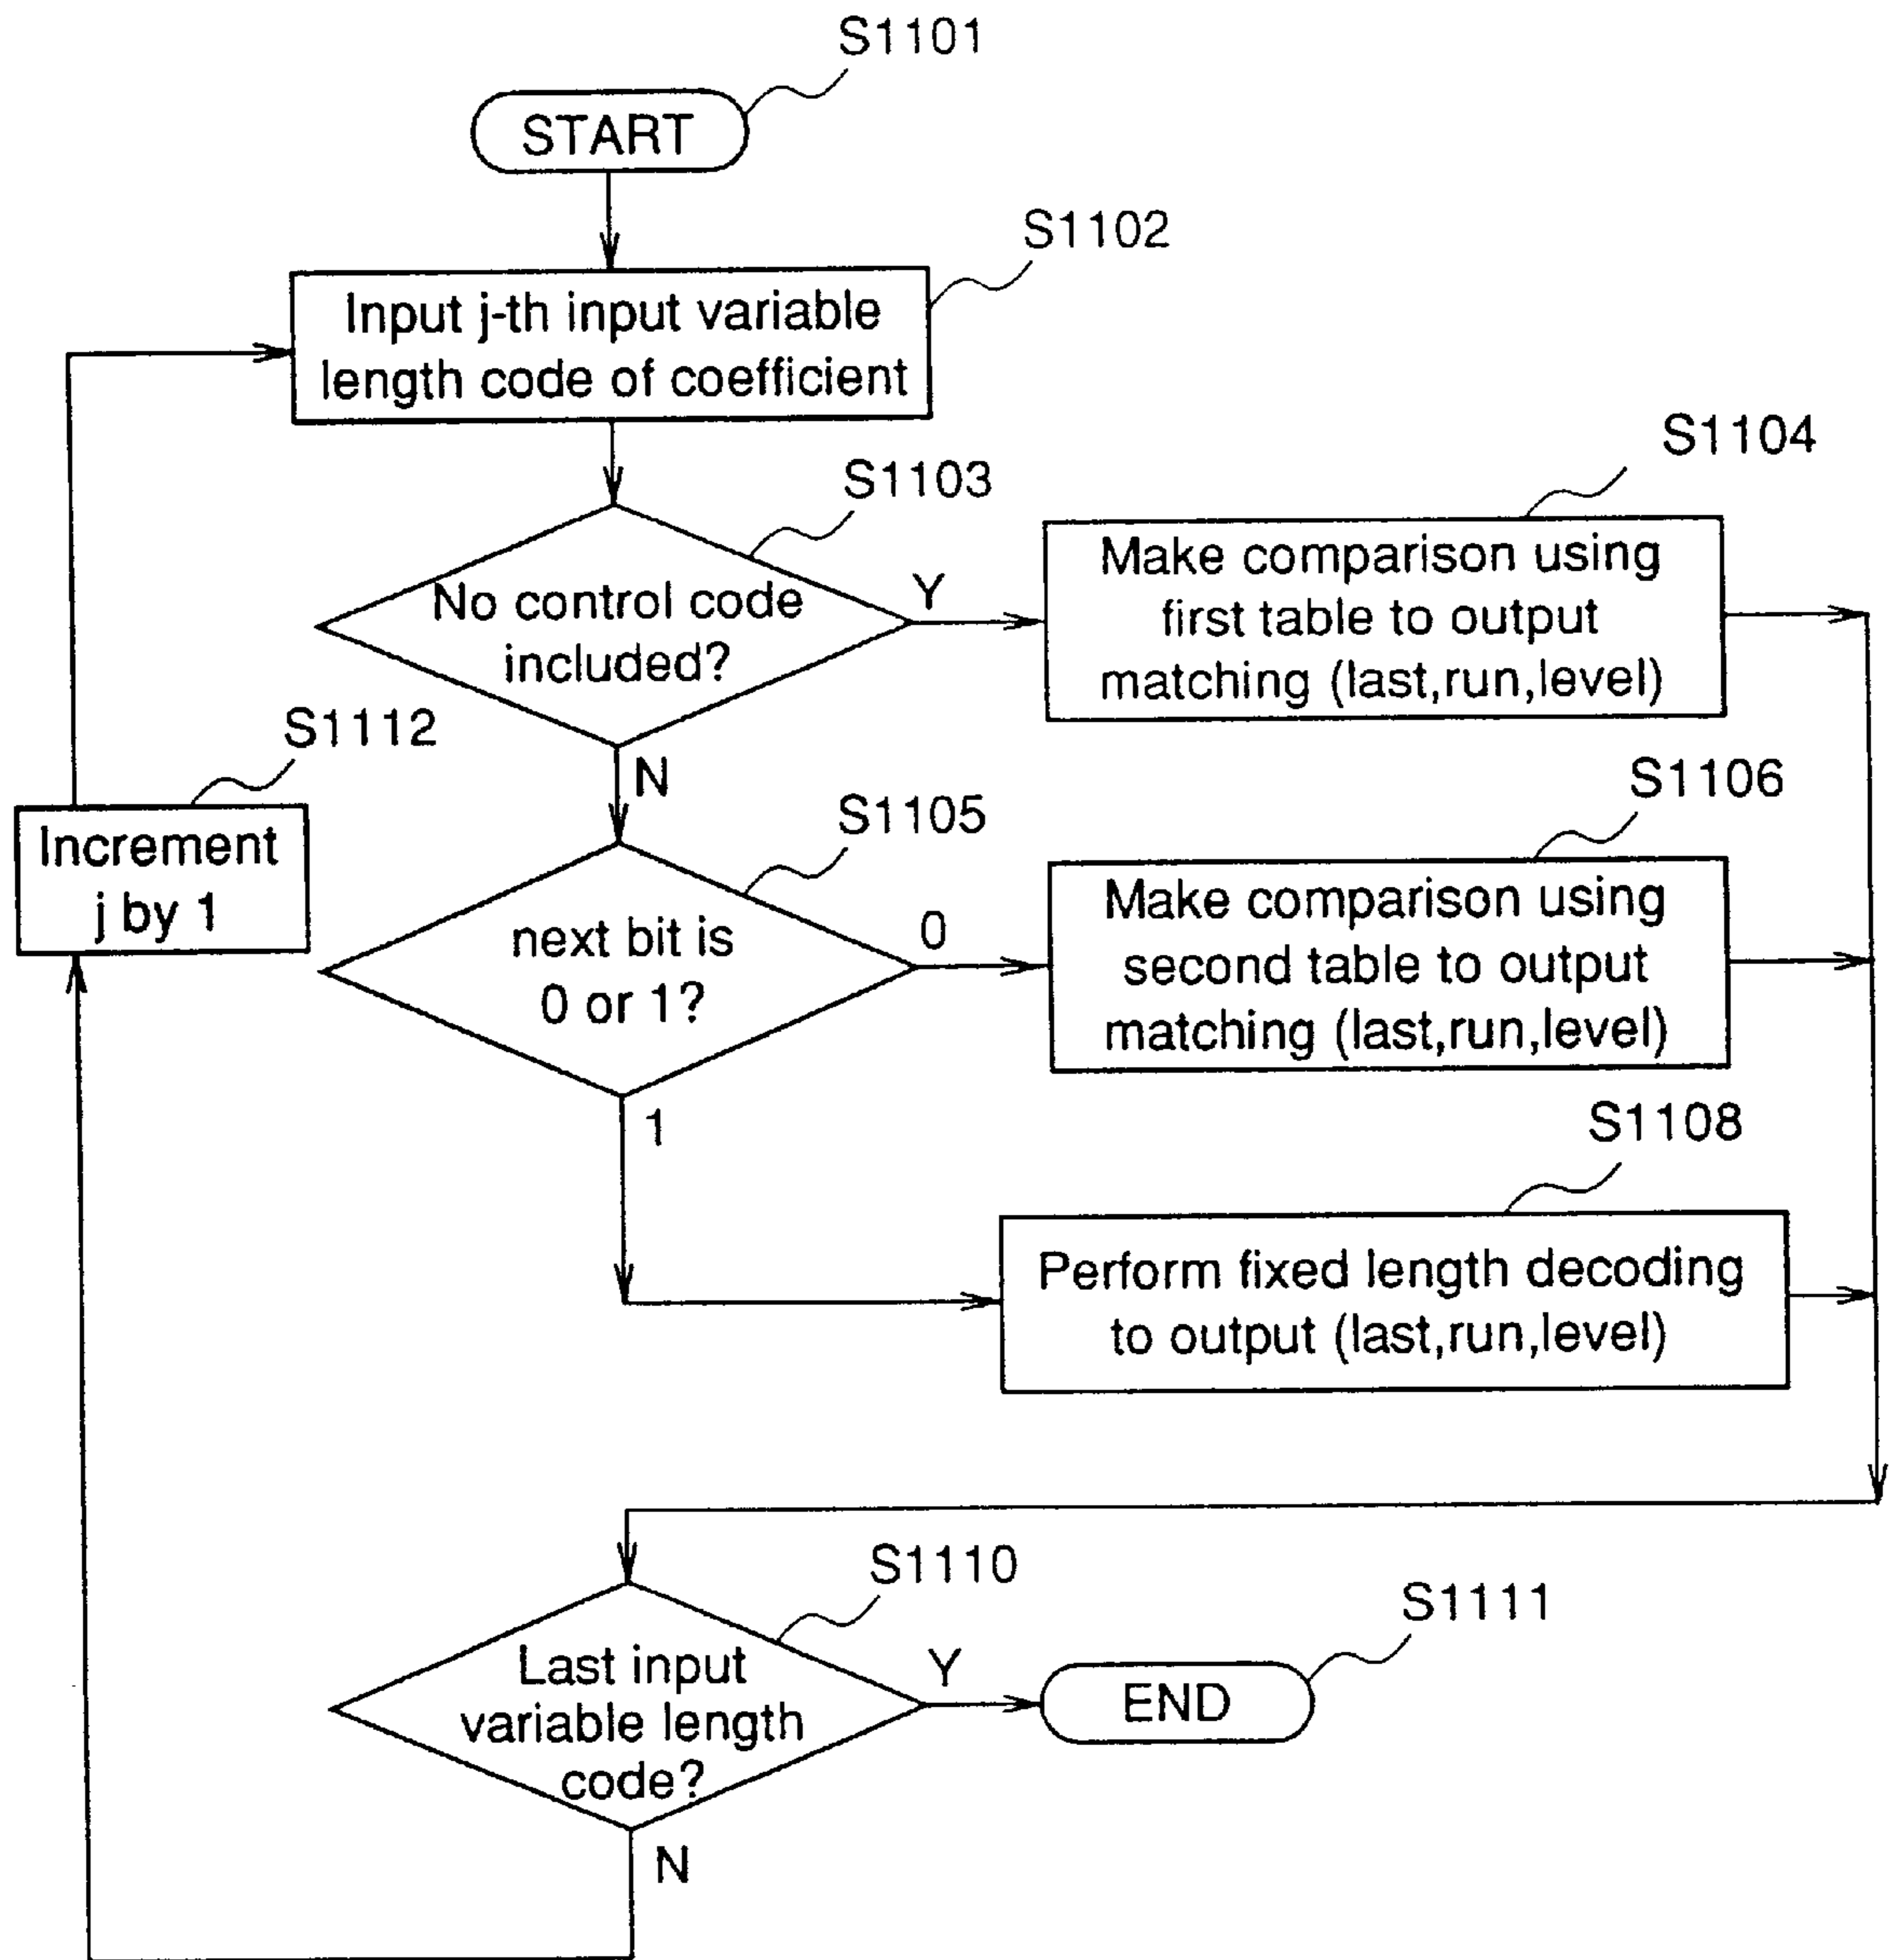 S1101
START
S1102
Input j-th input variable
length code of coefficient
S1103
No control code
included?
Y
N
S1104
Make comparison using
first table to output
matching (last,run,level)
S1112
Increment
j by 1
S1105
next bit is
0 or 1?
0
1
S1106
Make comparison using
second table to output
matching (last,run,level)
S1108
Perform fixed length decoding
to output (last,run,level)
S1110
Last input
variable length
code?
Y
N
S1111
END